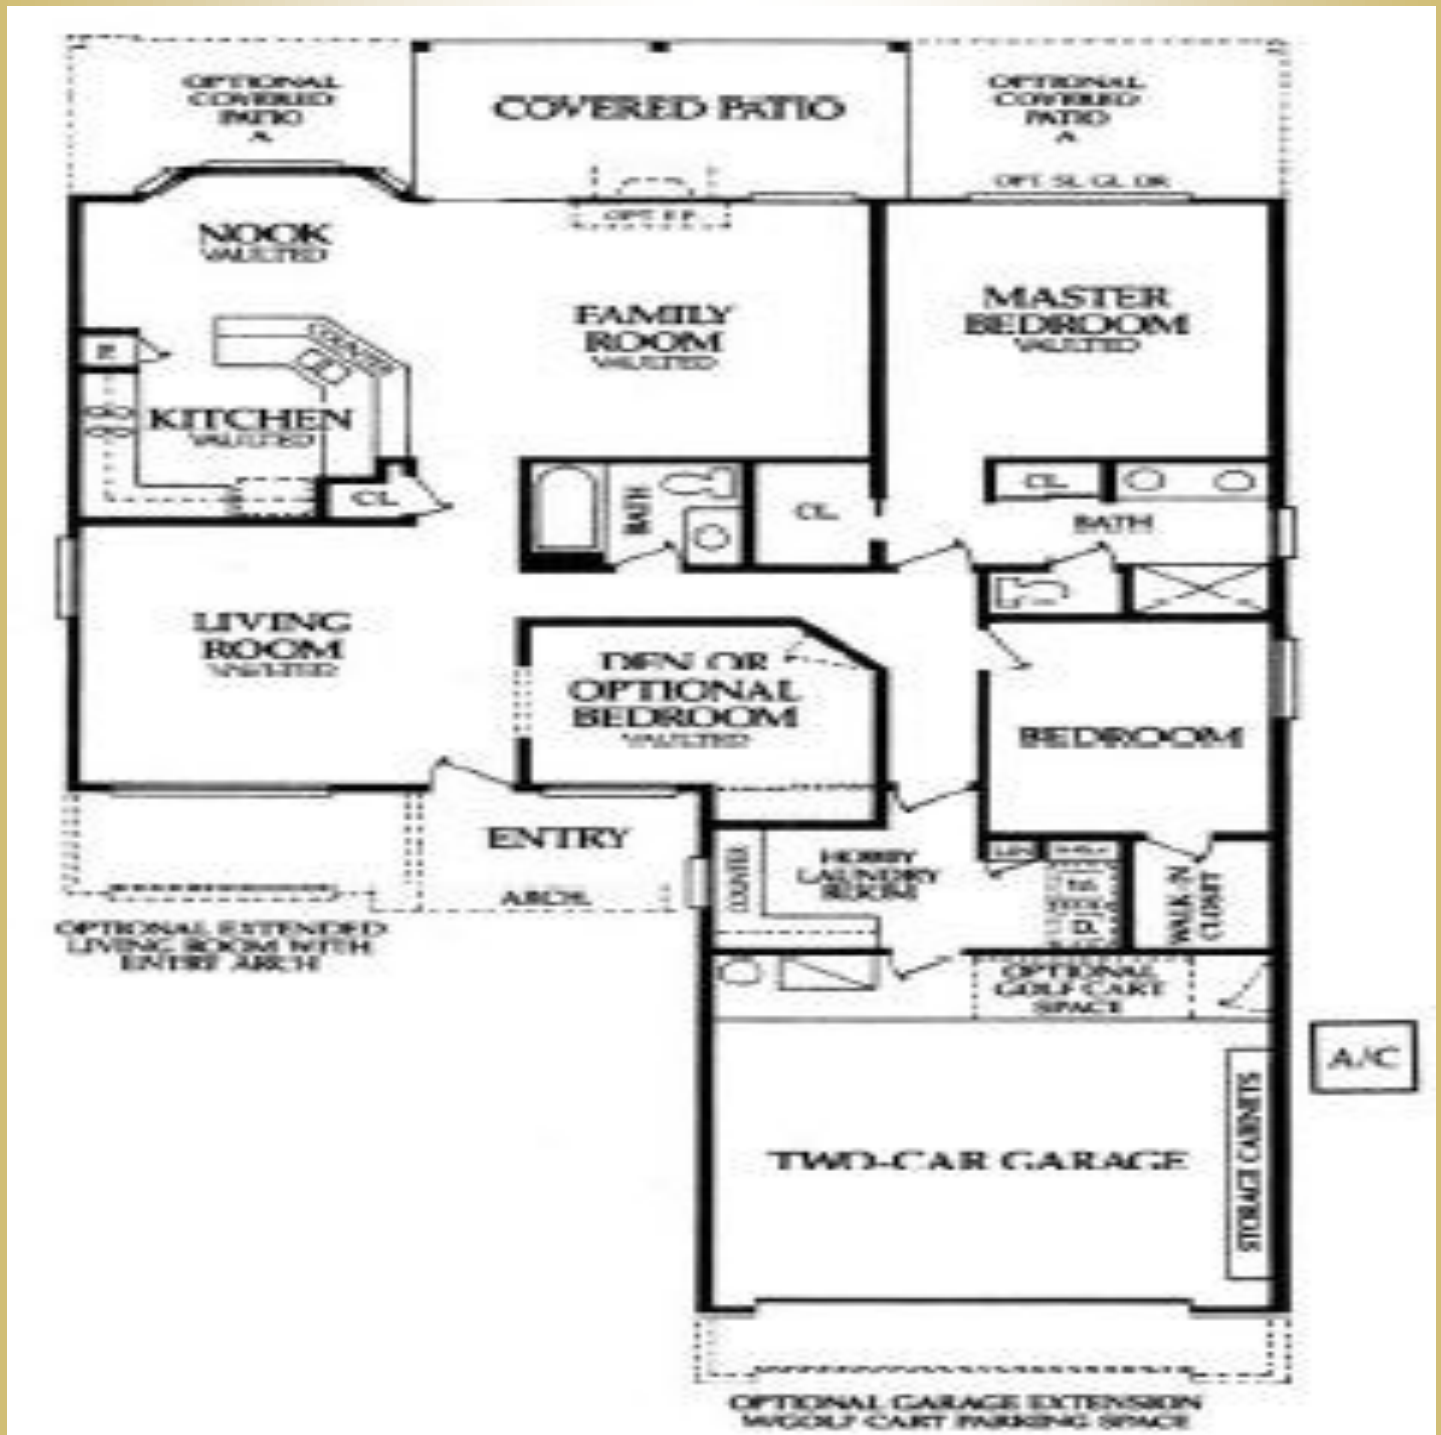 OPTIONAL
COVERED
PATIO
A
COVERED PATIO
OPTIONAL
COVERED
PATIO
A
OPT SL GL DR
OPT F.P.
NOOK
VAULTED
FAMILY
ROOM
VAULTED
MASTER
BEDROOM
VAULTED
KITCHEN
VAULTED
CL
BATH
CL
CL
BATH
LIVING
ROOM
VAULTED
DEN OR
OPTIONAL
BEDROOM
VAULTED
BEDROOM
ENTRY
ARCH.
COUNTER
HOBBY
LAUNDRY
ROOM
LIN
D.
WALK-IN
CLOSET
OPTIONAL EXTENDED
LIVING ROOM WITH
ENTRY ARCH
OPTIONAL
GOLF CART
SPACE
A/C
STORAGE CABINETS
TWO-CAR GARAGE
OPTIONAL GARAGE EXTENSION
W/GOLF CART PARKING SPACE